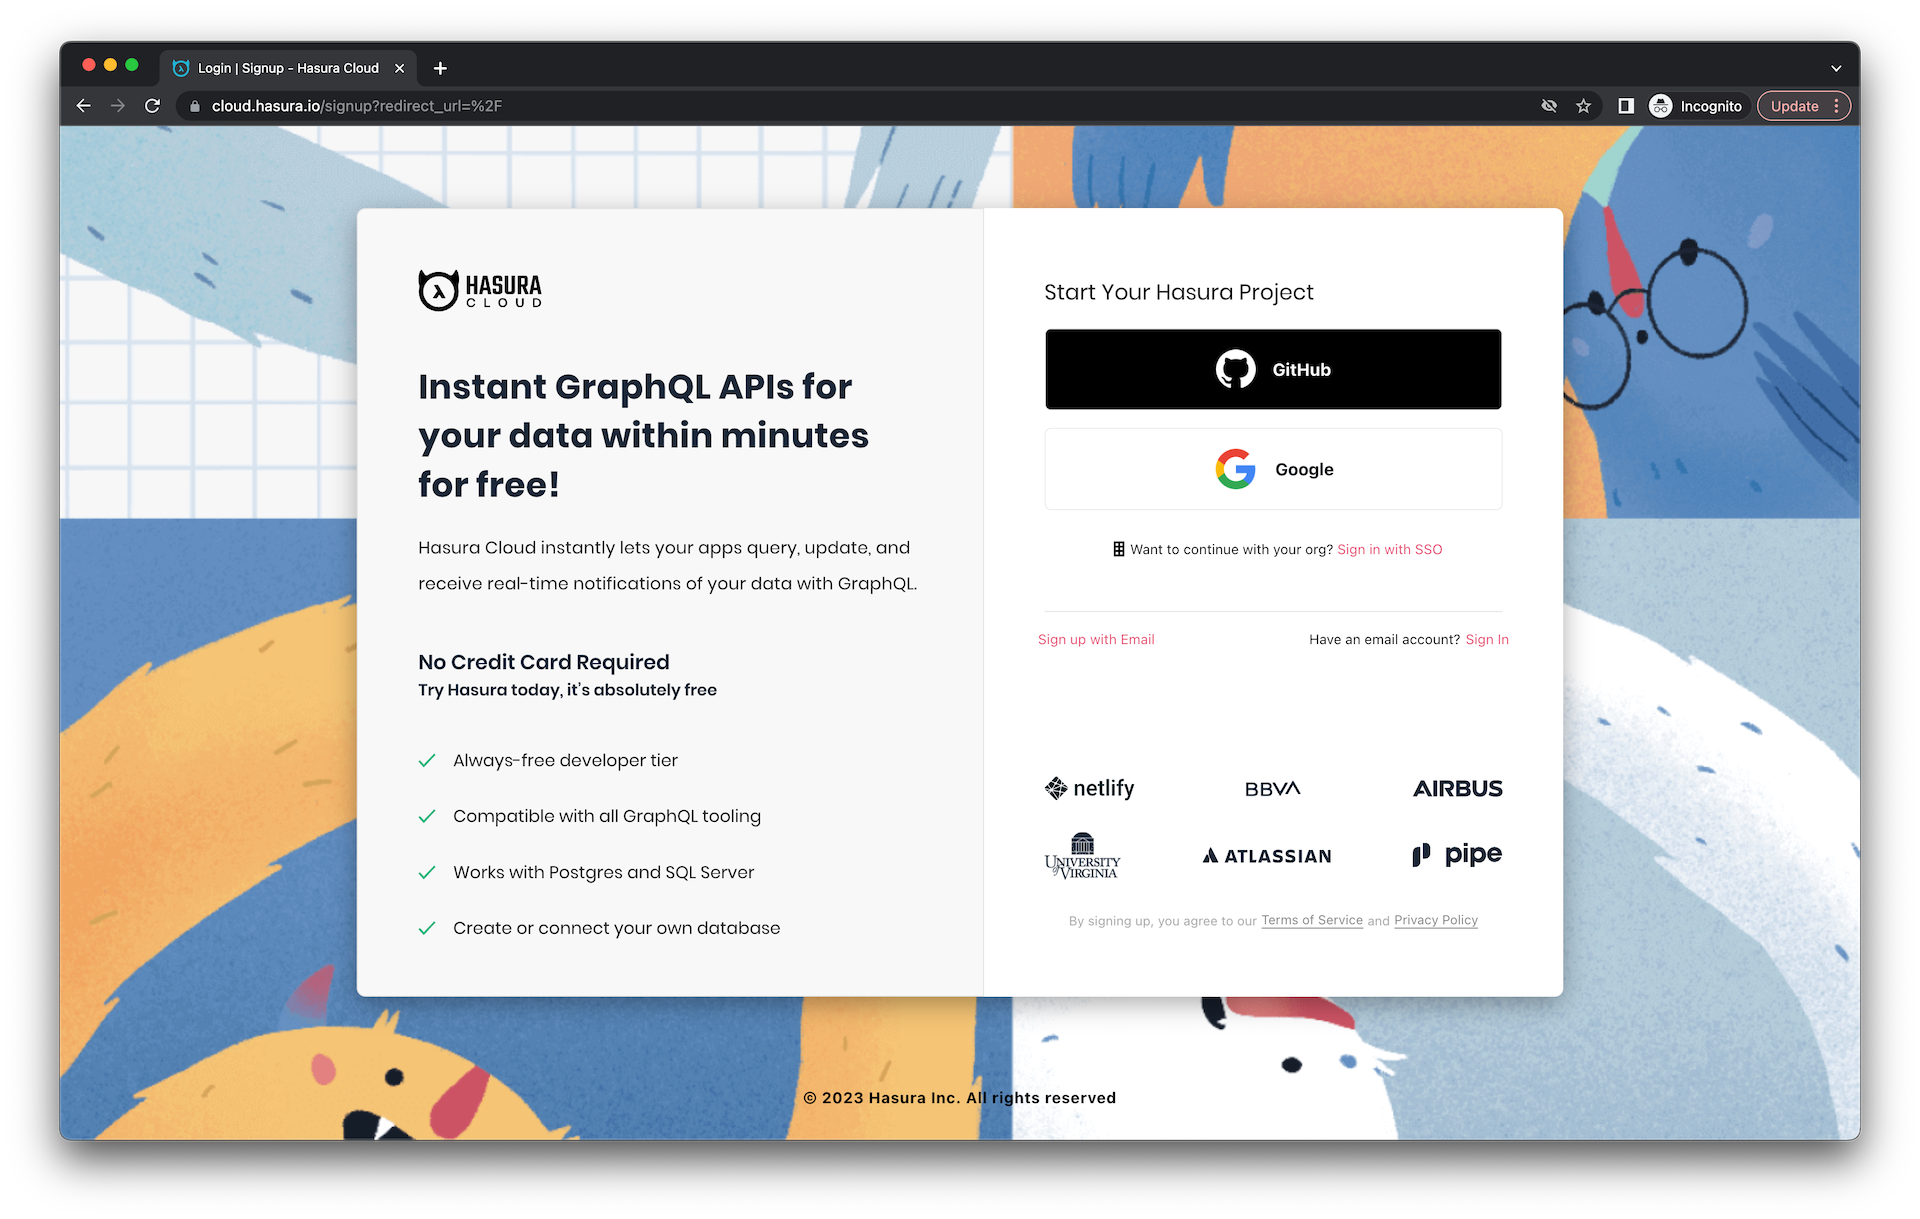 Login | Signup - Hasura Cloud
cloud.hasura.io/signup?redirect_url=%2F
Incognito
Update
HASURA
CLOUD
Instant GraphQL APIs for
your data within minutes
for free!
Hasura Cloud instantly lets your apps query, update, and
receive real-time notifications of your data with GraphQL.
No Credit Card Required
Try Hasura today, it's absolutely free
Always-free developer tier
Compatible with all GraphQL tooling
Works with Postgres and SQL Server
Create or connect your own database
Start Your Hasura Project
GitHub
Google
Want to continue with your org? Sign in with SSO
Sign up with Email
Have an email account? Sign In
netlify
BBVA
AIRBUS
UNIVERSITY
of VIRGINIA
ATLASSIAN
pipe
By signing up, you agree to our Terms of Service and Privacy Policy
© 2023 Hasura Inc. All rights reserved